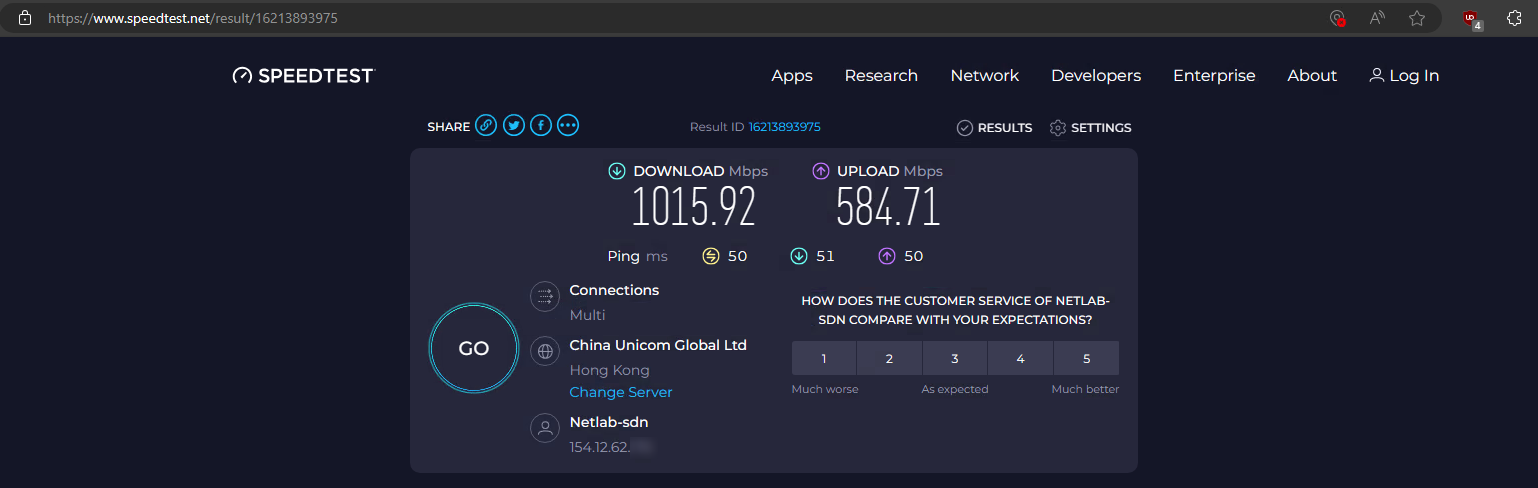 https://www.speedtest.net/result/16213893975
4
SPEEDTEST
Apps Research Network Developers Enterprise About Log In
SHARE Result ID 16213893975 RESULTS SETTINGS
DOWNLOAD Mbps UPLOAD Mbps
1015.92 584.71
Ping ms 50 51 50
GO
Connections
Multi
China Unicom Global Ltd
Hong Kong
Change Server
Netlab-sdn
154.12.62.
HOW DOES THE CUSTOMER SERVICE OF NETLAB-
SDN COMPARE WITH YOUR EXPECTATIONS?
1 2 3 4 5
Much worse As expected Much better